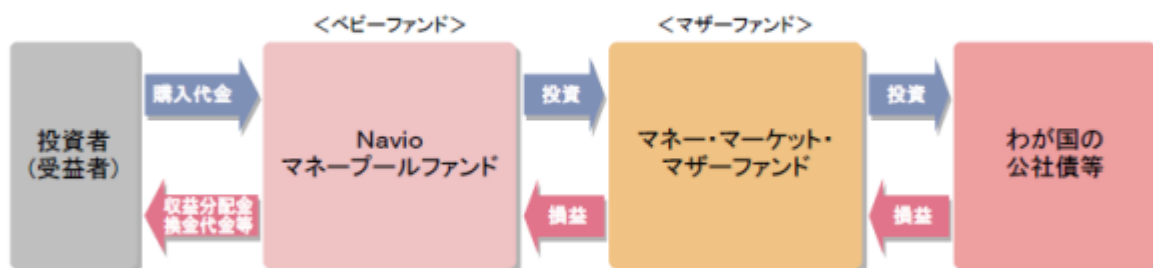 ＜ベビーファンド＞
＜マザーファンド＞
投資者
(受益者)
購入代金
収益分配金
換金代金等
Navio
マネープールファンド
投資
損益
マネー・マーケット・
マザーファンド
投資
損益
わが国の
公社債等